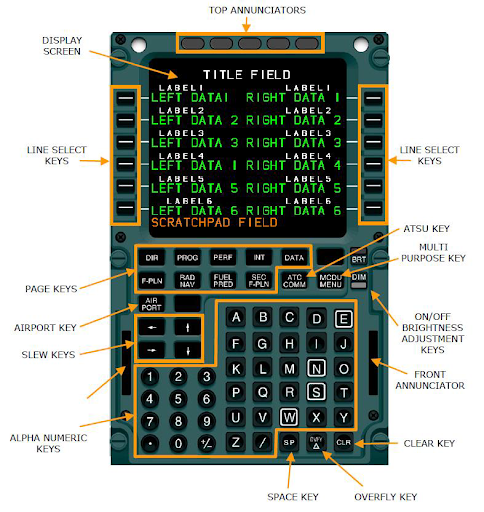 TOP ANNUNCIATORS
DISPLAY
SCREEN
TITLE FIELD
LABEL1 LABEL1
LEFT DATA1 RIGHT DATA 1
LABEL2 LABEL2
LEFT DATA 2 RIGHT DATA 2
LABEL3 LABEL3
LEFT DATA 3 RIGHT DATA 3
LABEL4 LABEL4
LEFT DATA 1 RIGHT DATA 4
LABEL5 LABEL5
LEFT DATA 5 RIGHT DATA 5
LABEL6 LABEL6
LEFT DATA 6 RIGHT DATA 6
SCRATCHPAD FIELD
LINE SELECT
KEYS
LINE SELECT
KEYS
ATSU KEY
MULTI
PURPOSE KEY
DIR PROG PERF INT DATA BRT
F-PLN RAD
NAV FUEL
PRED SEC
F-PLN ATC
COMM MCDU
MENU DIM
PAGE KEYS
AIR
PORT
AIRPORT KEY
SLEW KEYS
← ↑
→ ↓
ON/OFF
BRIGHTNESS
ADJUSTMENT
KEYS
FRONT
ANNUNCIATOR
A B C D E
F G H I J
K L M N O
P Q R S T
U V W X Y
Z / SP OVFY
Δ CLR
1 2 3
4 5 6
7 8 9
. 0 +/-
ALPHA NUMERIC
KEYS
CLEAR KEY
SPACE KEY
OVERFLY KEY